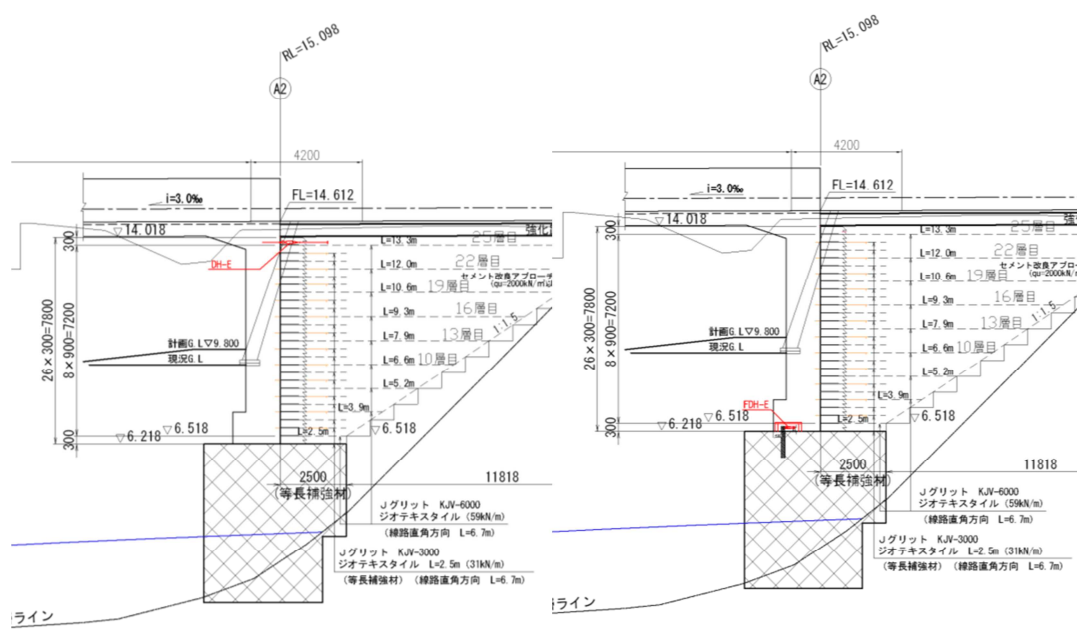 RL=15.098
A2
4200
i=3.0‰
FL=14.612
▽14.018
300
強化
L=13.3m
25層目
DH-E
L=12.0m
22層目
セメント改良アプローチ
L=10.6m
19層目
(qu=2000kN/㎡以
L=9.3m
16層目
1:1.5
26×300=7800
8×900=7200
L=7.9m
13層目
計画G.L▽9.800
現況G.L
L=6.6m
10層目
L=5.2m
L=3.9m
▽6.518
▽6.218
L=2.5m
▽6.518
300
2500
(等長補強材)
11818
Jグリット KJV-6000
ジオテキスタイル (59kN/m)
(線路直角方向 L=6.7m)
Jグリット KJV-3000
ジオテキスタイル L=2.5m (31kN/m)
(等長補強材) (線路直角方向 L=6.7m)
ライン
RL=15.098
A2
4200
i=3.0‰
FL=14.612
▽14.018
300
強
L=13.3m
25層目
L=12.0m
22層目
セメント改良アプロー
L=10.6m
19層目
(qu=2000kN/
L=9.3m
16層目
1:1.5
26×300=7800
8×900=7200
L=7.9m
13層目
計画G.L▽9.800
現況G.L
L=6.6m
10層目
L=5.2m
L=3.9m
FDH-E
▽6.518
▽6.218
L=2.5m
▽6.518
300
2500
(等長補強材)
11818
Jグリット KJV-6000
ジオテキスタイル (59kN/m)
(線路直角方向 L=6.7m)
Jグリット KJV-3000
ジオテキスタイル L=2.5m (31kN/m)
(等長補強材) (線路直角方向 L=6.7m)
ライン